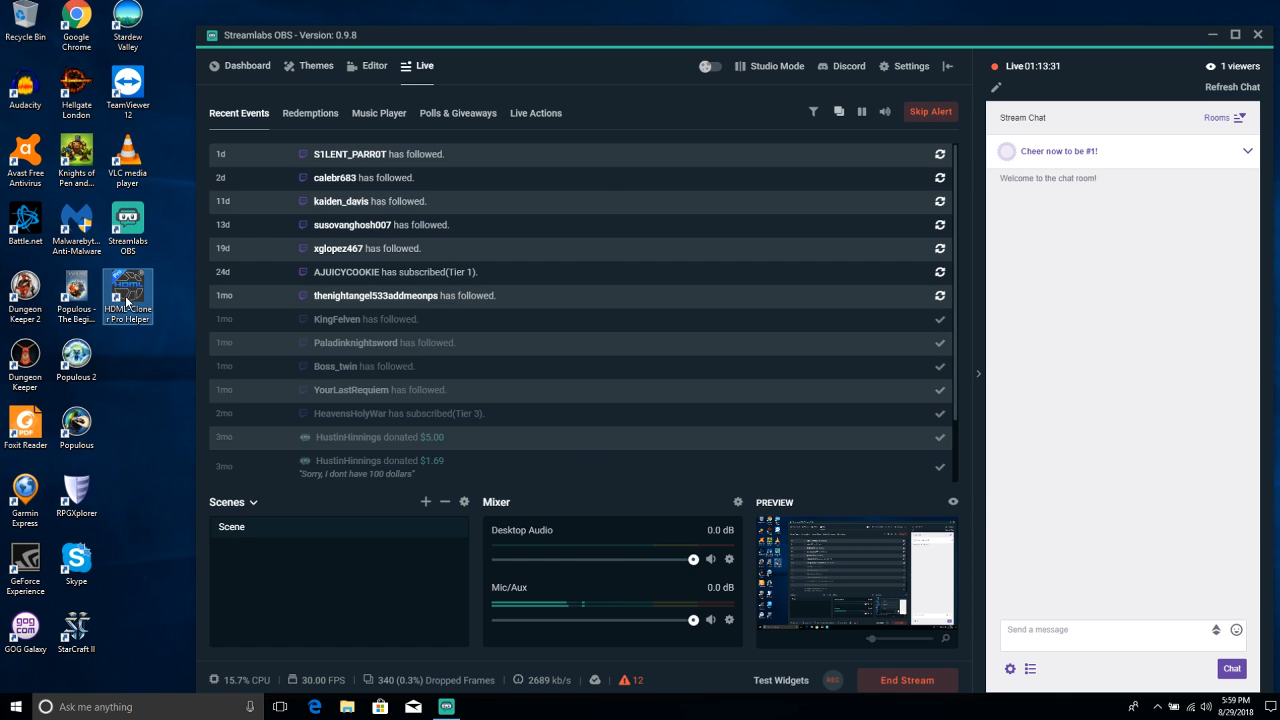 Recycle Bin
Google
Chrome
Stardew
Valley
Audacity
Hellgate
London
TeamViewer
12
Avast Free
Antivirus
Knights of
Pen and...
VLC media
player
Battle.net
Malwarebyt...
Anti-Malware
Streamlabs
OBS
Dungeon
Keeper 2
Populous -
The Begi...
HDML-Clone
r Pro Helper
Dungeon
Keeper
Populous 2
Foxit Reader
Populous
Garmin
Express
RPGXplorer
GeForce
Experience
Skype
GOG Galaxy
StarCraft II
Streamlabs OBS - Version: 0.9.8
Dashboard Themes Editor Live
Studio Mode Discord Settings
Recent Events Redemptions Music Player Polls & Giveaways Live Actions
Skip Alert
1d S1LENT_PARR0T has followed.
2d calebr683 has followed.
11d kaiden_davis has followed.
13d susovanghosh007 has followed.
19d xglopez467 has followed.
24d AJUICYCOOKIE has subscribed(Tier 1).
1mo thenightangel533addmeonps has followed.
1mo KingFelven has followed.
1mo Paladinknightsword has followed.
1mo Boss_twin has followed.
1mo YourLastRequiem has followed.
2mo HeavensHolyWar has subscribed(Tier 3).
3mo HustinHinnings donated $5.00
3mo HustinHinnings donated $1.69
"Sorry, i dont have 100 dollars"
Scenes
Scene
Mixer
Desktop Audio 0.0 dB
Mic/Aux 0.0 dB
PREVIEW
15.7% CPU 30.00 FPS 340 (0.3%) Dropped Frames 2689 kb/s 12
Test Widgets REC End Stream
Live 01:13:31 1 viewers
Refresh Chat
Stream Chat Rooms
Cheer now to be #1!
Welcome to the chat room!
Send a message
Chat
Ask me anything
5:59 PM
8/29/2018